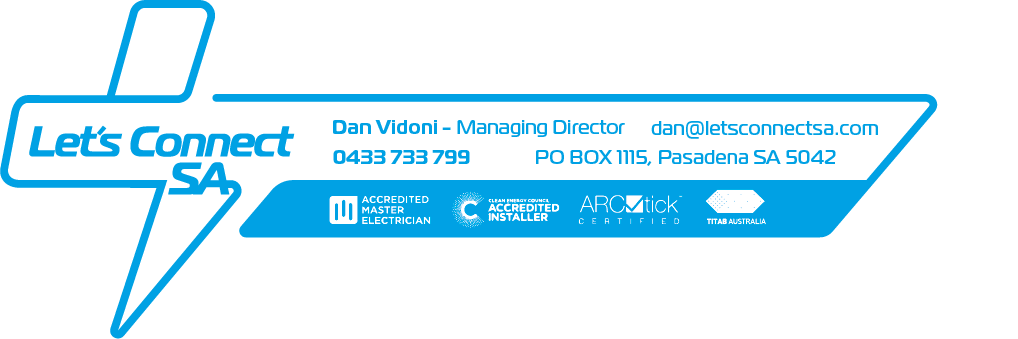 Let's Connect
SA
Dan Vidoni - Managing Director
dan@letsconnectsa.com
0433 733 799
PO BOX 1115, Pasadena SA 5042
ACCREDITED
MASTER
ELECTRICIAN
CLEAN ENERGY COUNCIL
ACCREDITED
INSTALLER
ARCtick™
CERTIFIED
TITAB AUSTRALIA